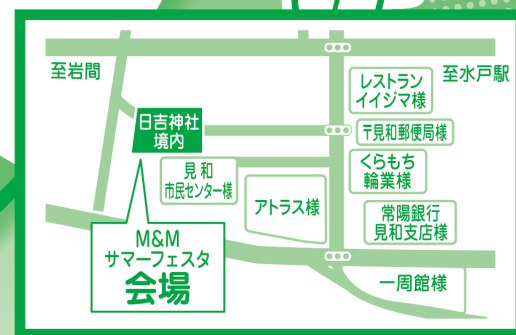 至岩間
至水戸駅
レストラン
イイジマ様
日吉神社
境内
〒見和郵便局様
見和
市民センター様
くらもち
輪業様
アトラス様
常陽銀行
見和支店様
M&M
サマーフェスタ
会場
一周館様